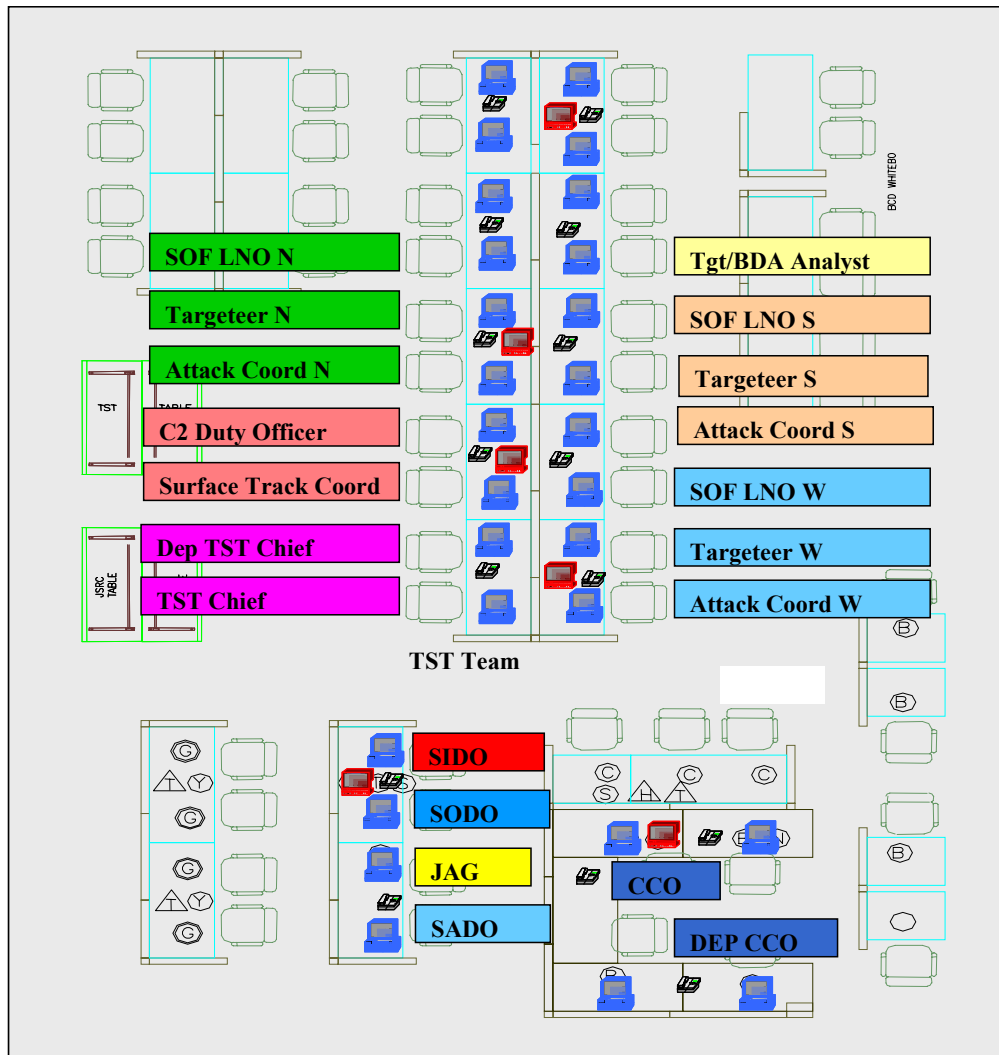 BCD WHITEBO
SOF LNO N
Tgt/BDA Analyst
Targeteer N
SOF LNO S
Attack Coord N
Targeteer S
TST
TABLE
C2 Duty Officer
Attack Coord S
Surface Track Coord
SOF LNO W
Dep TST Chief
Targeteer W
JSRC
TABLE
TST Chief
Attack Coord W
B
TST Team
B
G
SIDO
T Y
S
C
C
C
S
H
T
G
SODO
N
B
G
JAG
CCO
T Y
G
SADO
DEP CCO